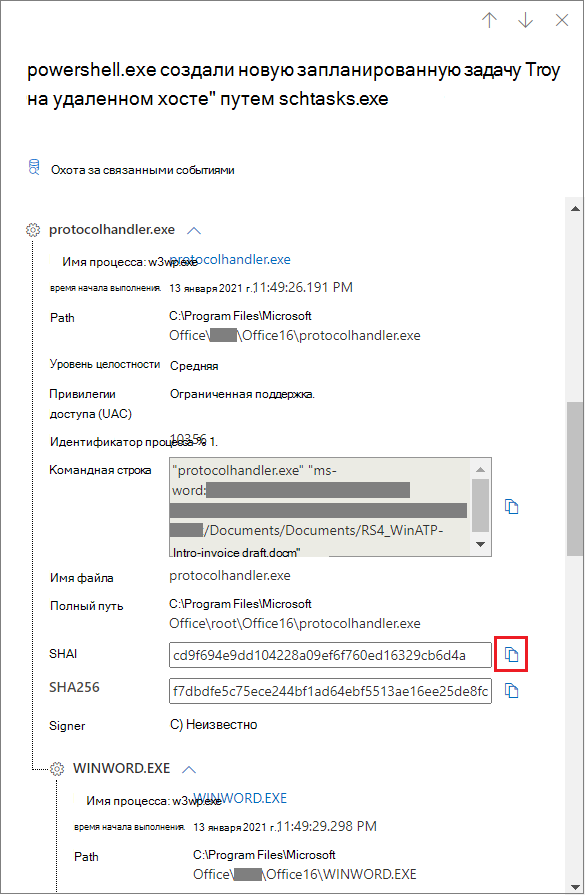 powershell.exe создали новую запланированную задачу Troy
на удаленном хосте" путем schtasks.exe
Охота за связанными событиями
protocolhandler.exe
Имя процесса: w3wp.exe protocolhandler.exe
время начала выполнения. 13 января 2021 г.,11:49:26.191 PM
Path C:\Program Files\Microsoft
Office\ \Office16\protocolhandler.exe
Уровень целостности Средняя
Привилегии Ограниченная поддержка.
доступа (UAC)
Идентификатор процесса % 1. 10356
Командная строка "protocolhandler.exe" "ms-
word:
/Documents/Documents/RS4_WinATP-
Intro-invoice draft.docm"
Имя файла protocolhandler.exe
Полный путь C:\Program Files\Microsoft
Office\root\Office16\protocolhandler.exe
SHAI cd9f694e9dd104228a09ef6f760ed16329cb6d4a
SHA256 f7dbdfe5c75ece244bf1ad64ebf5513ae16ee25de8fc
Signer С) Неизвестно
WINWORD.EXE
Имя процесса: w3wp.exe WINWORD.EXE
время начала выполнения. 13 января 2021 г.,11:49:29.298 PM
Path C:\Program Files\Microsoft
Office\ \Office16\WINWORD.EXE